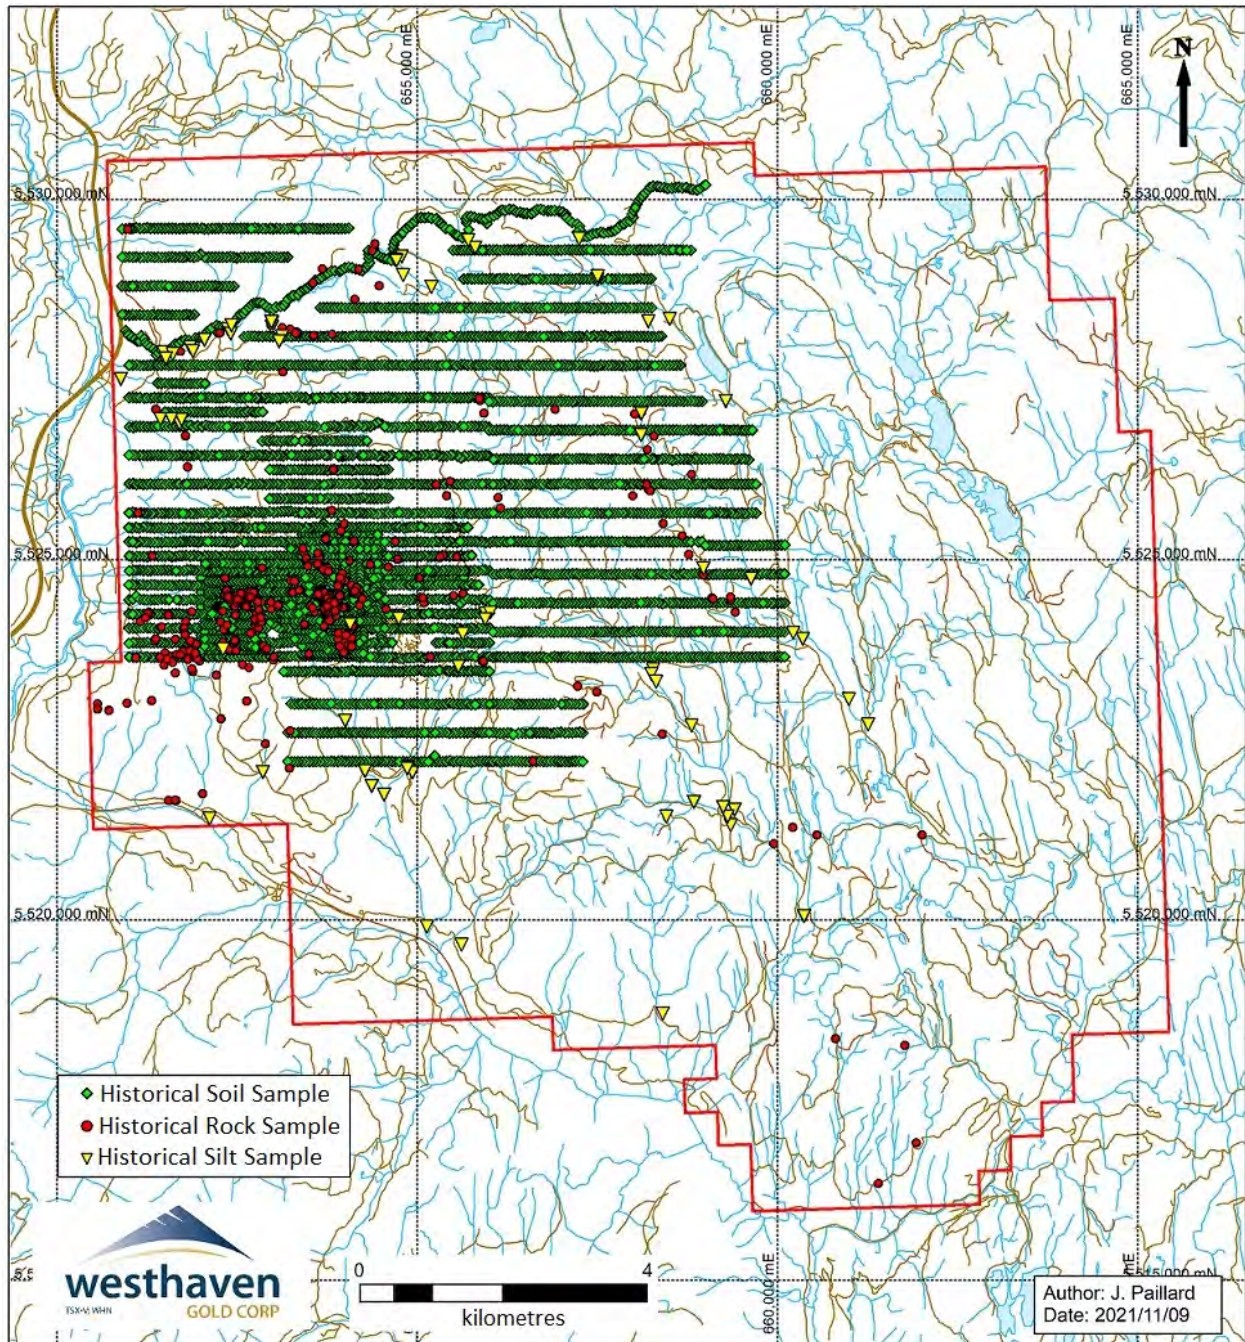 N
655,000 mE
660,000 mE
665,000 mE
5,530,000 mN
5,530,000 mN
5,525,000 mN
5,525,000 mN
5,520,000 mN
5,520,000 mN
Historical Soil Sample
Historical Rock Sample
Historical Silt Sample
westhaven
TSX-V: WHN
GOLD CORP
0 4
kilometres
660,000 mE
mE
Author: J. Paillard
Date: 2021/11/09